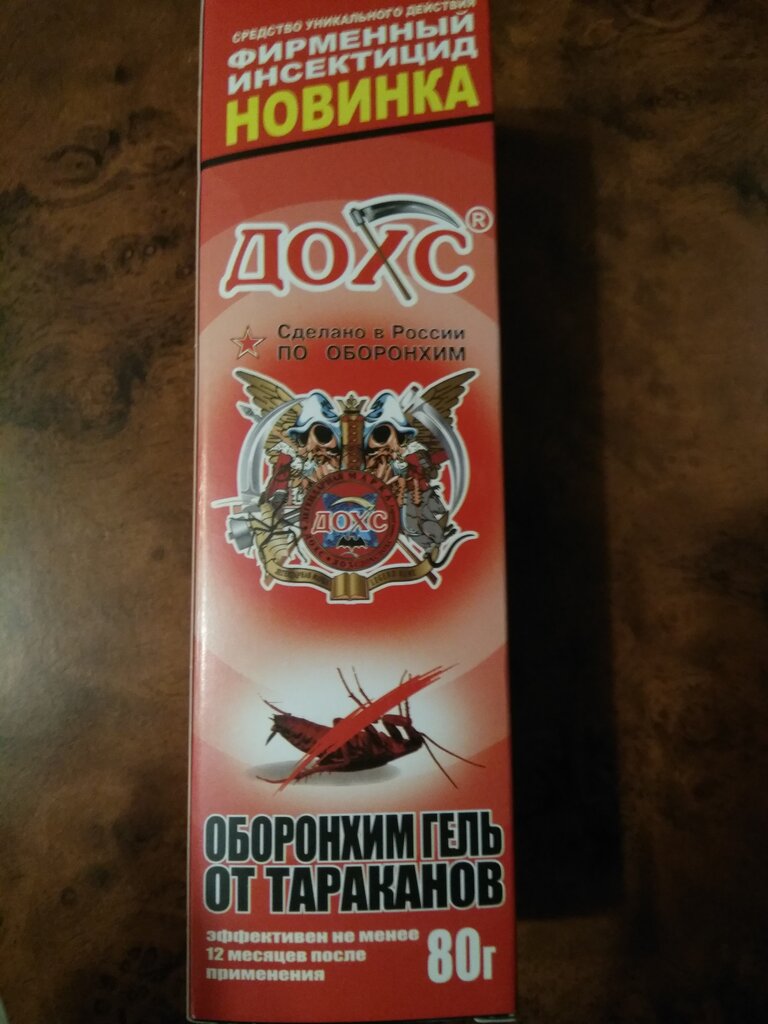 СРЕДСТВО УНИКАЛЬНОГО ДЕЙСТВИЯ
ФИРМЕННЫЙ
ИНСЕКТИЦИД
НОВИНКА
ДОХС®
Сделано в России
ПО ОБОРОНХИМ
ДОХС
ОБОРОНХИМ ГЕЛЬ
ОТ ТАРАКАНОВ
эффективен не менее
12 месяцев после
применения
80г